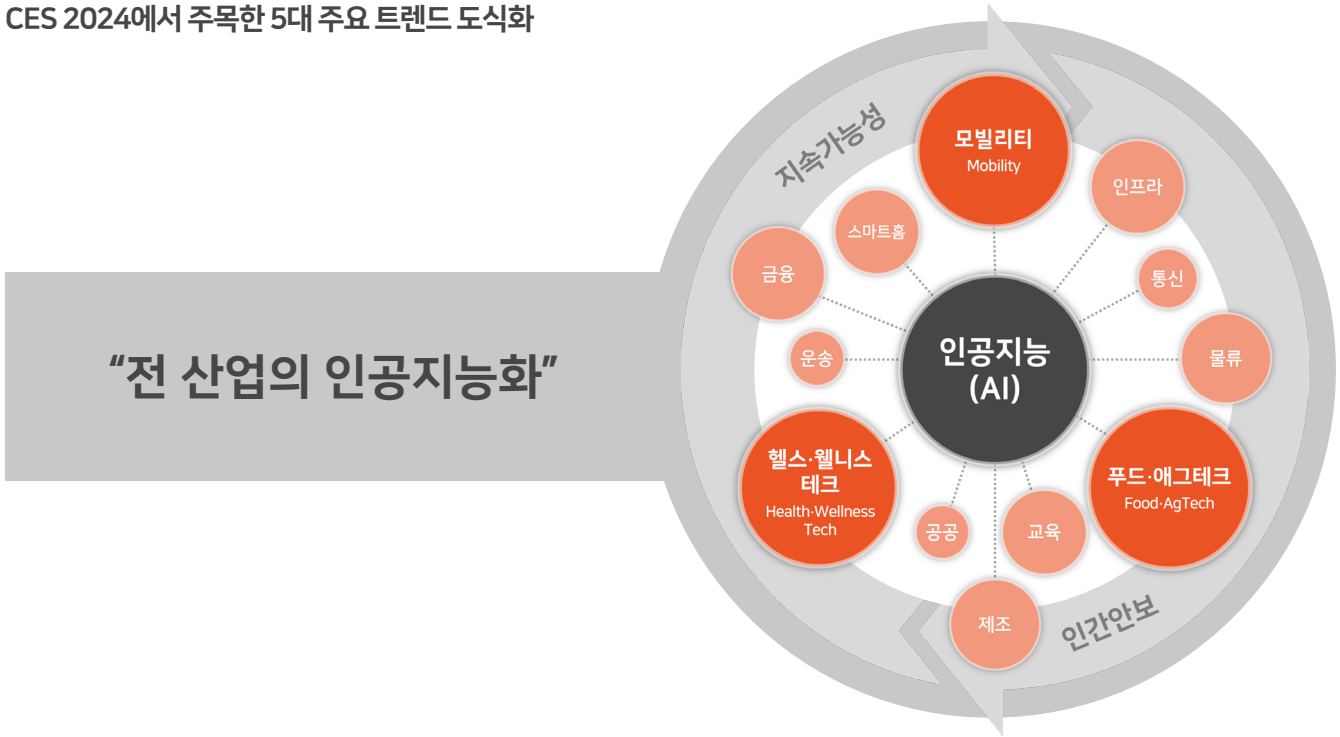 CES 2024에서 주목한 5대 주요 트렌드 도식화
“전 산업의 인공지능화”
지속가능성
모빌리티
Mobility
인프라
스마트홈
금융
통신
운송
인공지능
(AI)
물류
헬스·웰니스
테크
Health·Wellness
Tech
푸드·애그테크
Food·AgTech
공공
교육
제조
인간안보